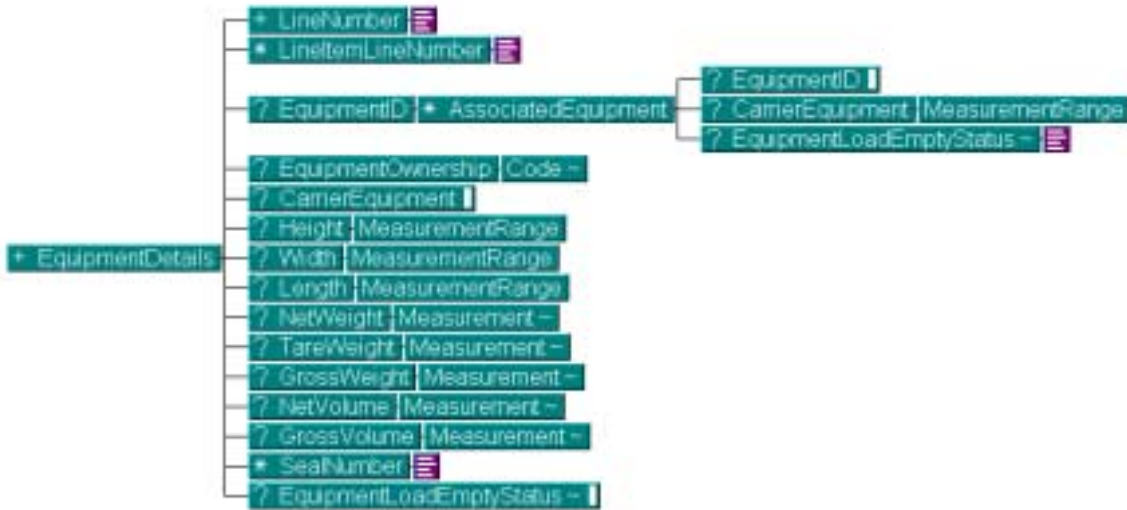 + LineNumber
* LineItemLineNumber
? EquipmentID * AssociatedEquipment
? EquipmentID
? CarrierEquipment MeasurementRange
? EquipmentLoadEmptyStatus ~
? EquipmentOwnership Code ~
? CarrierEquipment
? Height MeasurementRange
+ EquipmentDetails
? Width MeasurementRange
? Length MeasurementRange
? NetWeight Measurement ~
? TareWeight Measurement ~
? GrossWeight Measurement ~
? NetVolume Measurement ~
? GrossVolume Measurement ~
* SealNumber
? EquipmentLoadEmptyStatus ~